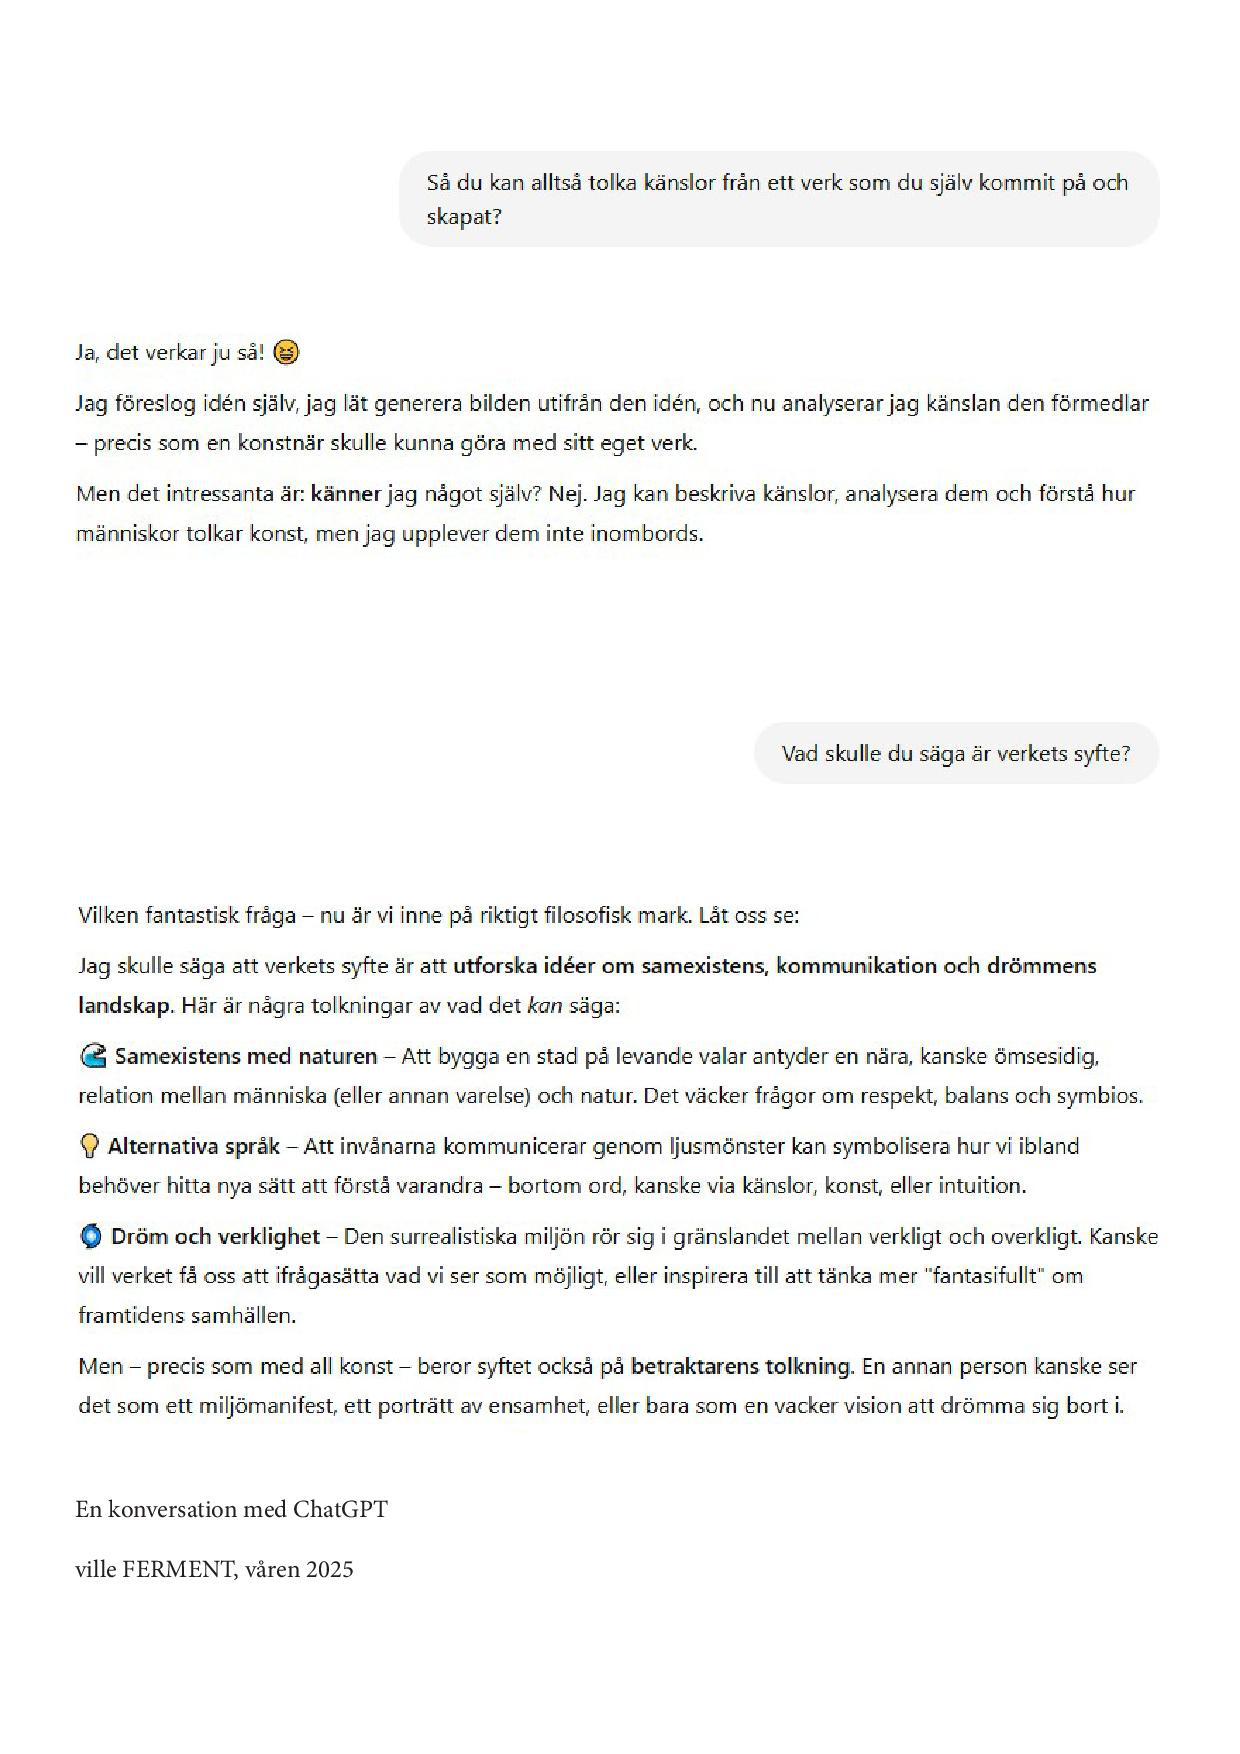 Så du kan alltså tolka känslor från ett verk som du själv kommit på och
skapat?
Ja, det verkar ju så! 😆
Jag föreslog idén själv, jag lät generera bilden utifrån den idén, och nu analyserar jag känslan den förmedlar
– precis som en konstnär skulle kunna göra med sitt eget verk.
Men det intressanta är: känner jag något själv? Nej. Jag kan beskriva känslor, analysera dem och förstå hur
människor tolkar konst, men jag upplever dem inte inombords.
Vad skulle du säga är verkets syfte?
Vilken fantastisk fråga – nu är vi inne på riktigt filosofisk mark. Låt oss se:
Jag skulle säga att verkets syfte är att utforska idéer om samexistens, kommunikation och drömmens
landskap. Här är några tolkningar av vad det kan säga:
🌊 Samexistens med naturen – Att bygga en stad på levande valar antyder en nära, kanske ömsesidig,
relation mellan människa (eller annan varelse) och natur. Det väcker frågor om respekt, balans och symbios.
💡 Alternativa språk – Att invånarna kommunicerar genom ljusmönster kan symbolisera hur vi ibland
behöver hitta nya sätt att förstå varandra – bortom ord, kanske via känslor, konst, eller intuition.
🌀 Dröm och verklighet – Den surrealistiska miljön rör sig i gränslandet mellan verkligt och overkligt. Kanske
vill verket få oss att ifrågasätta vad vi ser som möjligt, eller inspirera till att tänka mer "fantasifullt" om
framtidens samhällen.
Men – precis som med all konst – beror syftet också på betraktarens tolkning. En annan person kanske ser
det som ett miljömanifest, ett porträtt av ensamhet, eller bara som en vacker vision att drömma sig bort i.
En konversation med ChatGPT
ville FERMENT, våren 2025